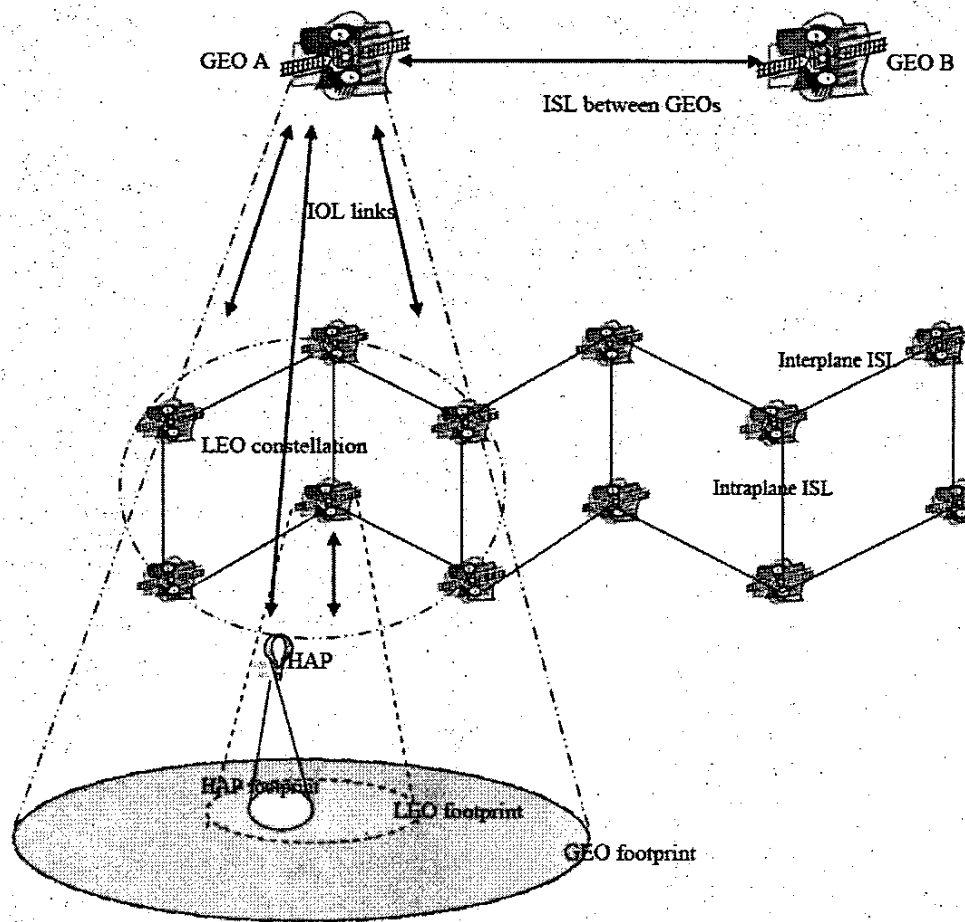 GEO A
GEO B
ISL between GEOs
IOL links
Interplane ISL
LEO constellation
Intraplane ISL
HAP
HAP footprint
LEO footprint
GEO footprint